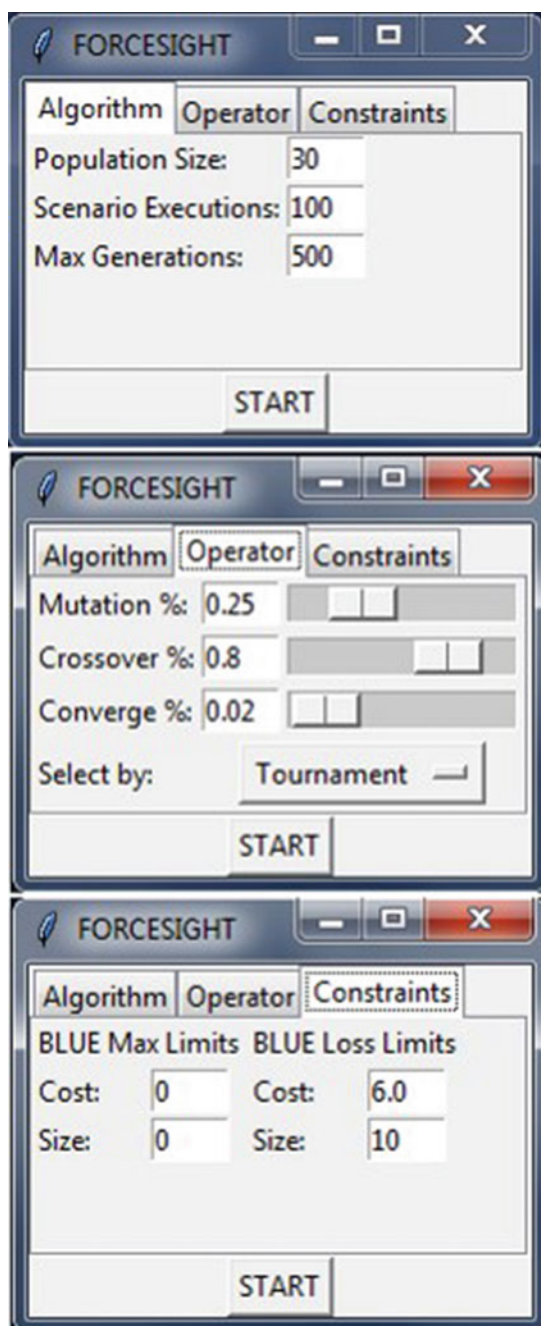 FORCESIGHT
Algorithm Operator Constraints
Population Size: 30
Scenario Executions: 100
Max Generations: 500
START
FORCESIGHT
Algorithm Operator Constraints
Mutation %: 0.25
Crossover %: 0.8
Converge %: 0.02
Select by: Tournament
START
FORCESIGHT
Algorithm Operator Constraints
BLUE Max Limits BLUE Loss Limits
Cost: 0 Cost: 6.0
Size: 0 Size: 10
START